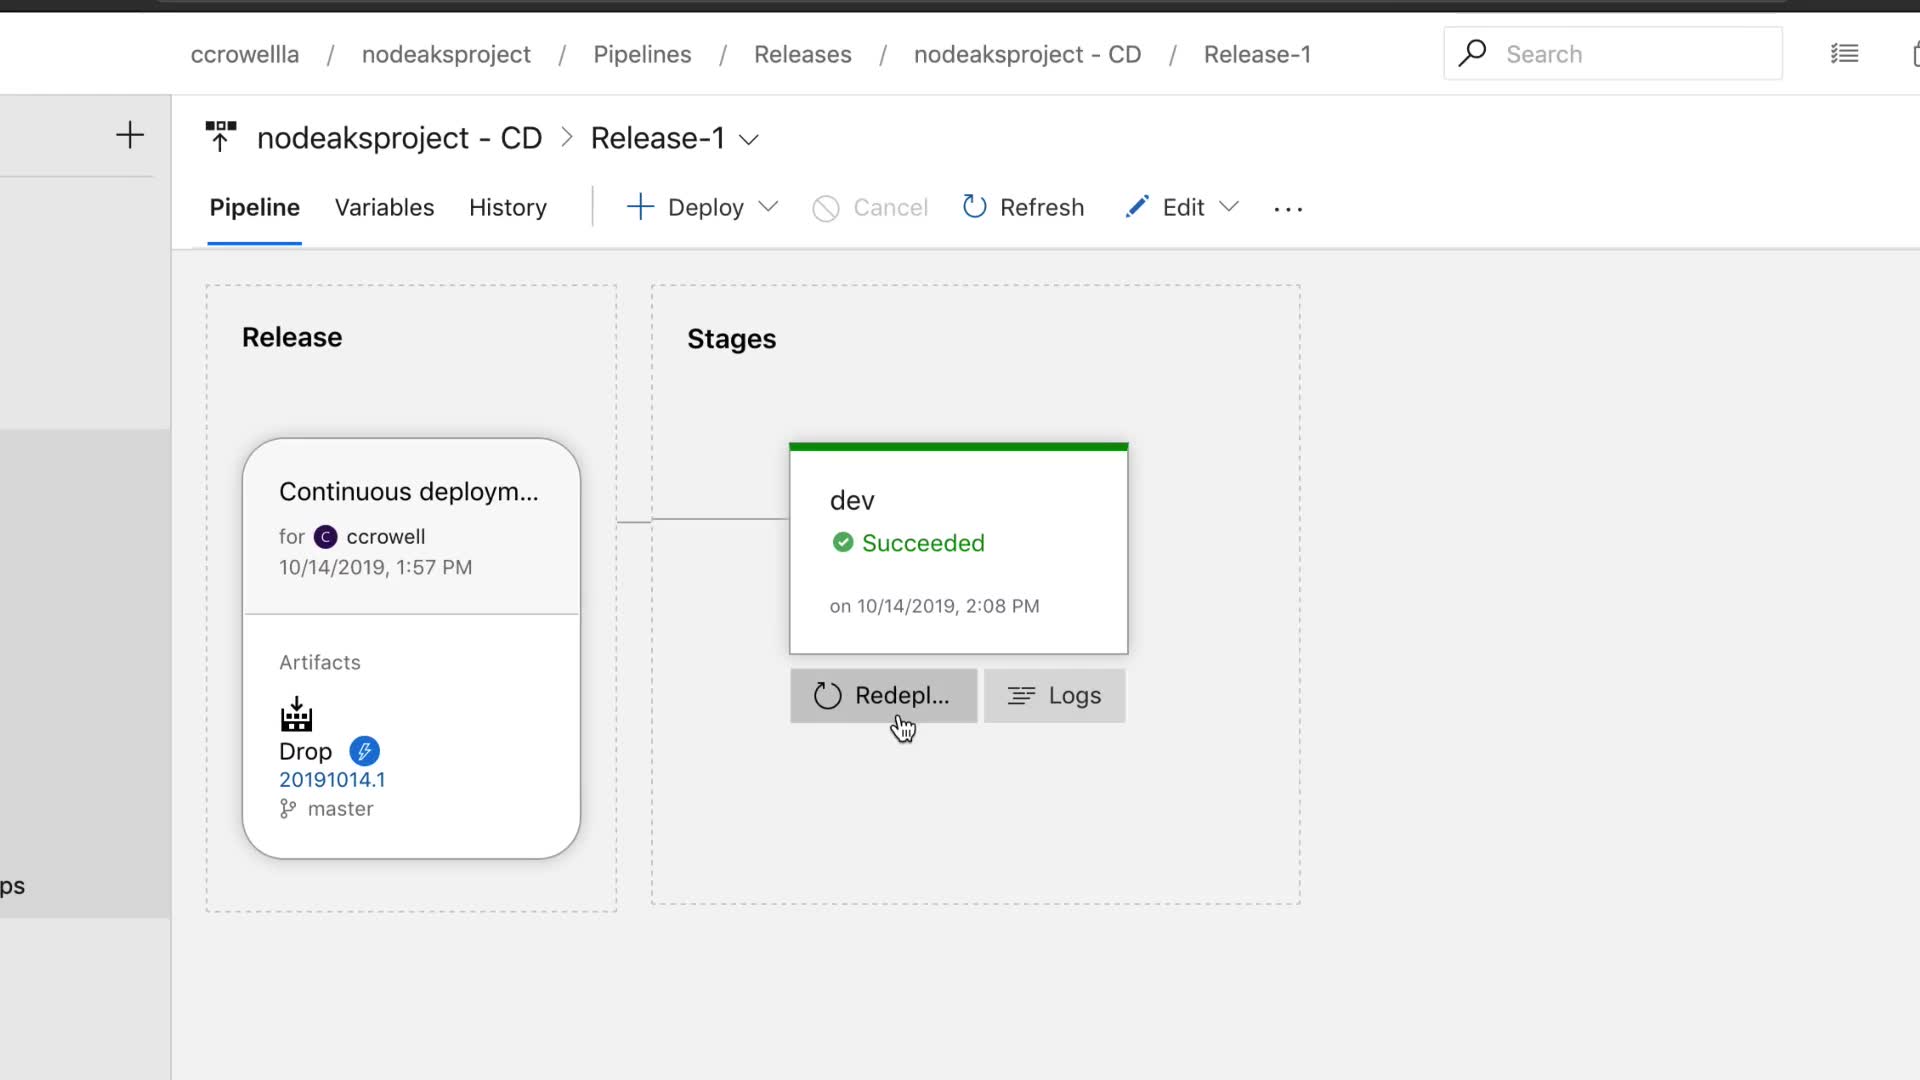 ccrowellla / nodeaksproject / Pipelines / Releases / nodeaksproject - CD / Release-1
Search
nodeaksproject - CD > Release-1
Pipeline Variables History Deploy Cancel Refresh Edit ...
Release
Stages
Continuous deploym...
for C ccrowell
10/14/2019, 1:57 PM
Artifacts
Drop
20191014.1
master
dev
Succeeded
on 10/14/2019, 2:08 PM
Redepl... Logs
ps